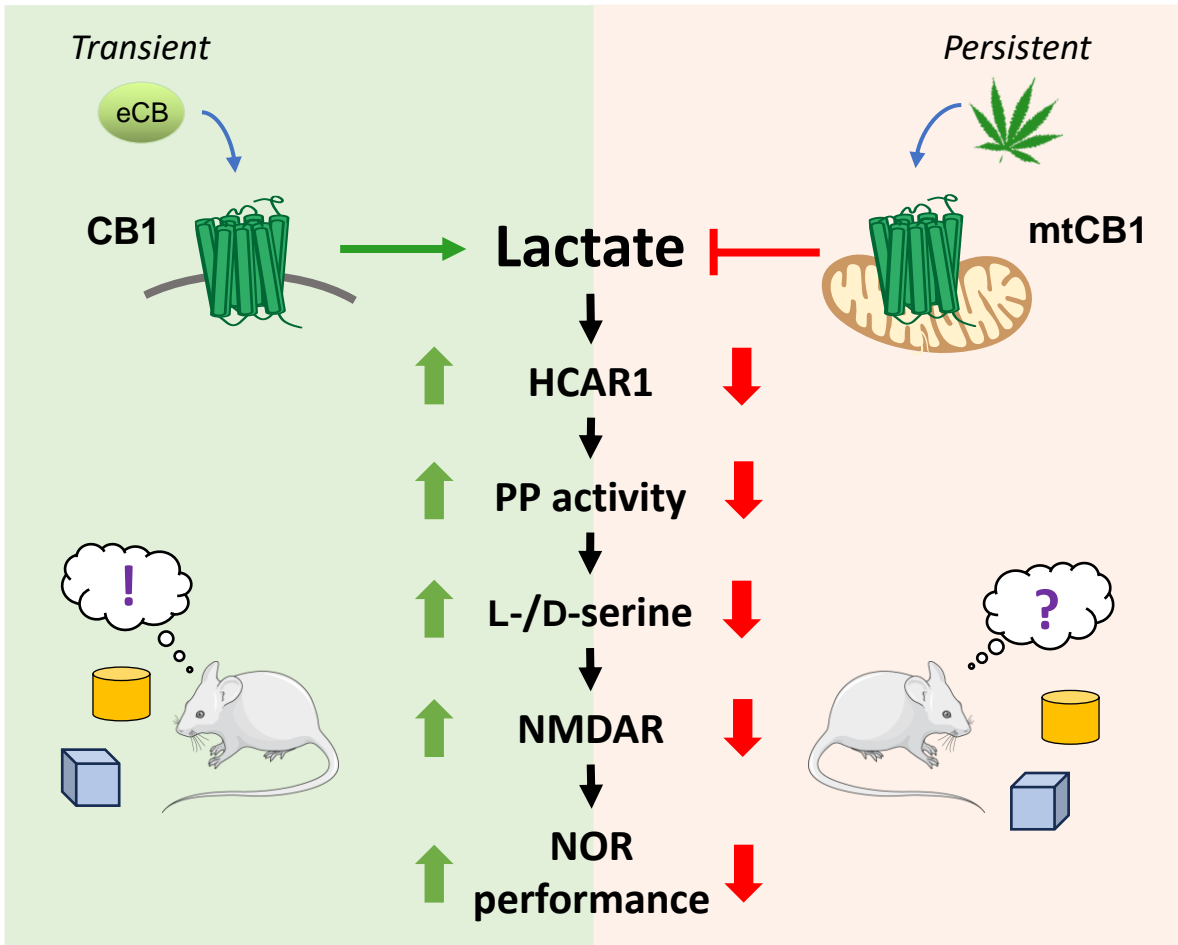 Transient
Persistent
eCB
CB1
Lactate
mtCB1
HCAR1
PP activity
!
?
L-/D-serine
NMDAR
NOR
performance